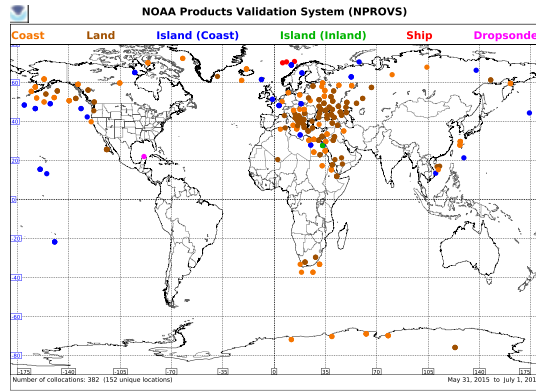 NOAA Products Validation System (NPROVS)
Coast Land Island (Coast) Island (Inland) Ship Dropsonde
60
40
20
0
-20
-40
-60
-80
-175 -140 -105 -70 -35 0 35 70 105 140 175
Number of collocations: 382 (152 unique locations) May 31, 2015 to July 1, 201